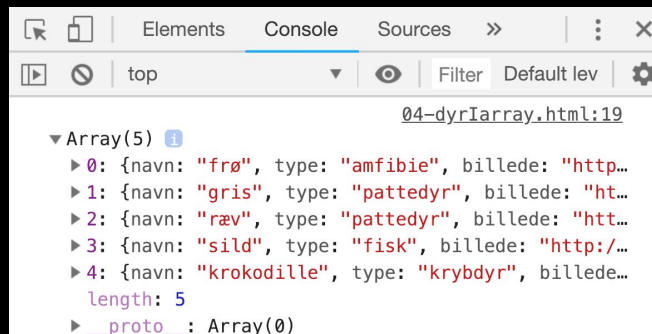 Elements Console Sources »
top Filter Default lev
04-dyrIarray.html:19
Array(5) i
0: {navn: "frø", type: "amfibie", billede: "http…
1: {navn: "gris", type: "pattedyr", billede: "ht…
2: {navn: "ræv", type: "pattedyr", billede: "htt…
3: {navn: "sild", type: "fisk", billede: "http:/…
4: {navn: "krokodille", type: "krybdyr", billede…
length: 5
__proto__: Array(0)